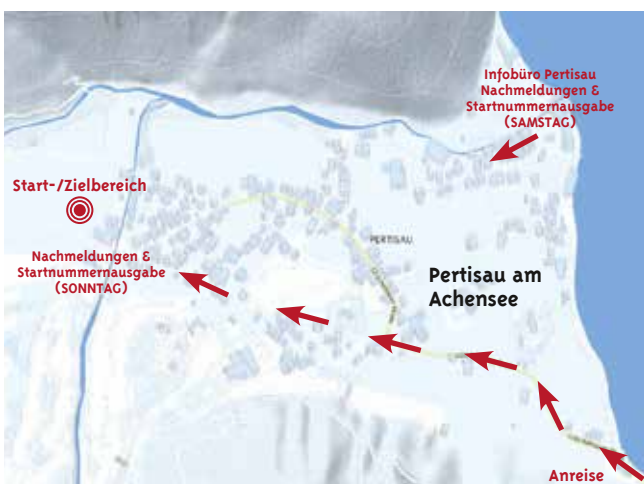 Infobüro Pertisau
Nachmeldungen &
Startnummernausgabe
(SAMSTAG)
Start-/Zielbereich
PERTISAU
Nachmeldungen &
Startnummernausgabe
(SONNTAG)
Pertisau am
Achensee
Anreise